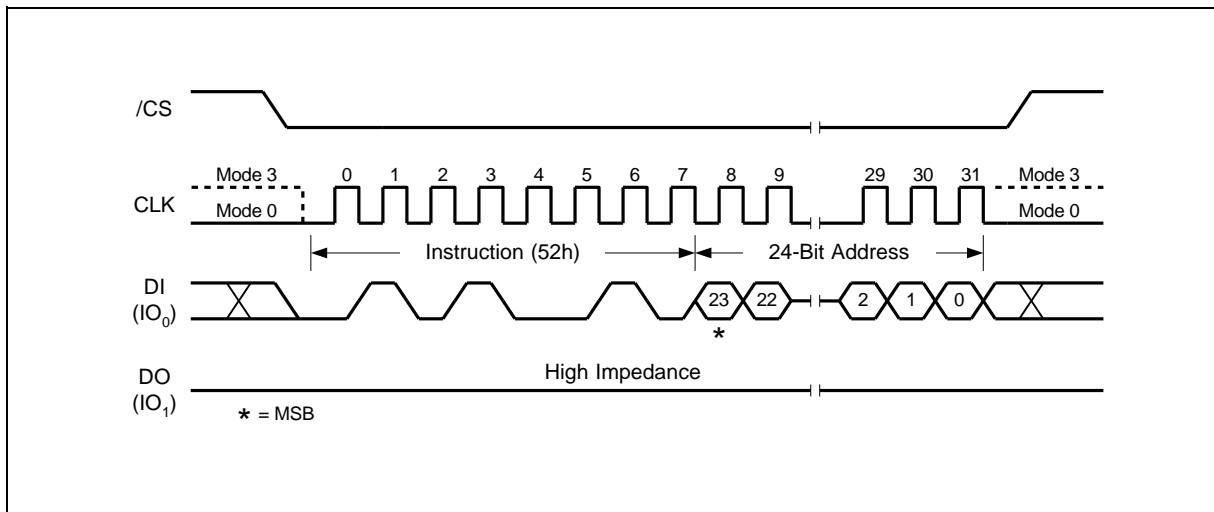 /CS
Mode 3 0 1 2 3 4 5 6 7 8 9 29 30 31 Mode 3
CLK Mode 0 Mode 0
Instruction (52h) 24-Bit Address
DI
(IO0) 23 22 2 1 0
*
DO High Impedance
(IO1)
* = MSB